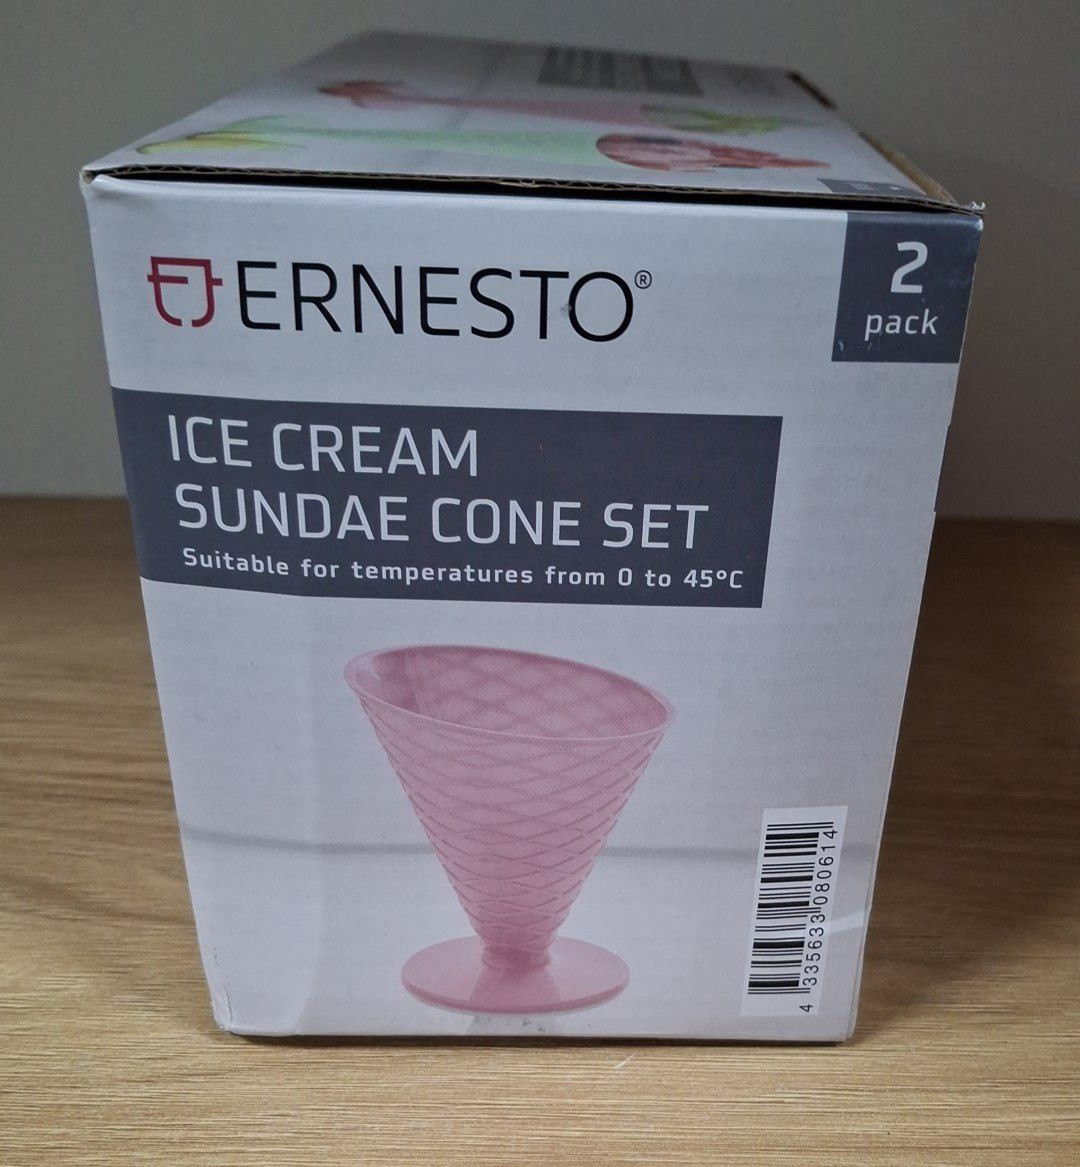 ERNESTO®
2
pack
ICE CREAM
SUNDAE CONE SET
Suitable for temperatures from 0 to 45°C
4 335633 080614